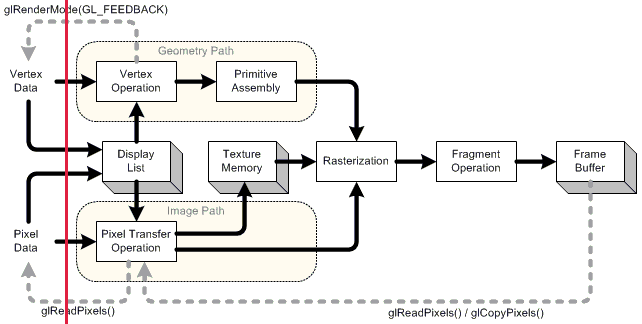 glRenderMode(GL_FEEDBACK)
Geometry Path
Vertex
Data
Vertex
Operation
Primitive
Assembly
Display
List
Texture
Memory
Rasterization
Fragment
Operation
Frame
Buffer
Image Path
Pixel
Data
Pixel Transfer
Operation
glReadPixels()
glReadPixels() / glCopyPixels()